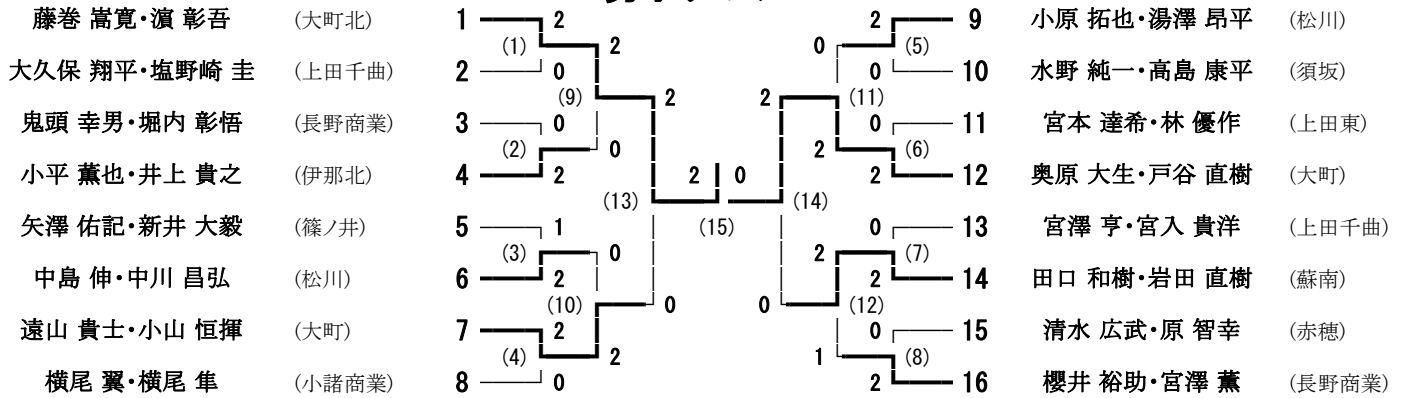 藤巻 嵩寛・濵 彰吾 (大町北) 1 2 2 9 小原 拓也・湯澤 昂平 (松川)
(1) 2 0 (5)
大久保 翔平・塩野崎 圭 (上田千曲) 2 0 0 10 水野 純一・高島 康平 (須坂)
(9) 2 2 (11)
鬼頭 幸男・堀内 彰悟 (長野商業) 3 0 0 11 宮本 達希・林 優作 (上田東)
(2) 0 2 (6)
小平 薫也・井上 貴之 (伊那北) 4 2 2 0 2 12 奥原 大生・戸谷 直樹 (大町)
(13) (14)
矢澤 佑記・新井 大毅 (篠ノ井) 5 1 (15) 0 13 宮澤 亨・宮入 貴洋 (上田千曲)
(3) 0 2 (7)
中島 伸・中川 昌弘 (松川) 6 2 2 14 田口 和樹・岩田 直樹 (蘇南)
(10) 0 0 (12)
遠山 貴士・小山 恒揮 (大町) 7 2 0 15 清水 広武・原 智幸 (赤穂)
(4) 2 1 (8)
横尾 翼・横尾 隼 (小諸商業) 8 0 2 16 櫻井 裕助・宮澤 薫 (長野商業)